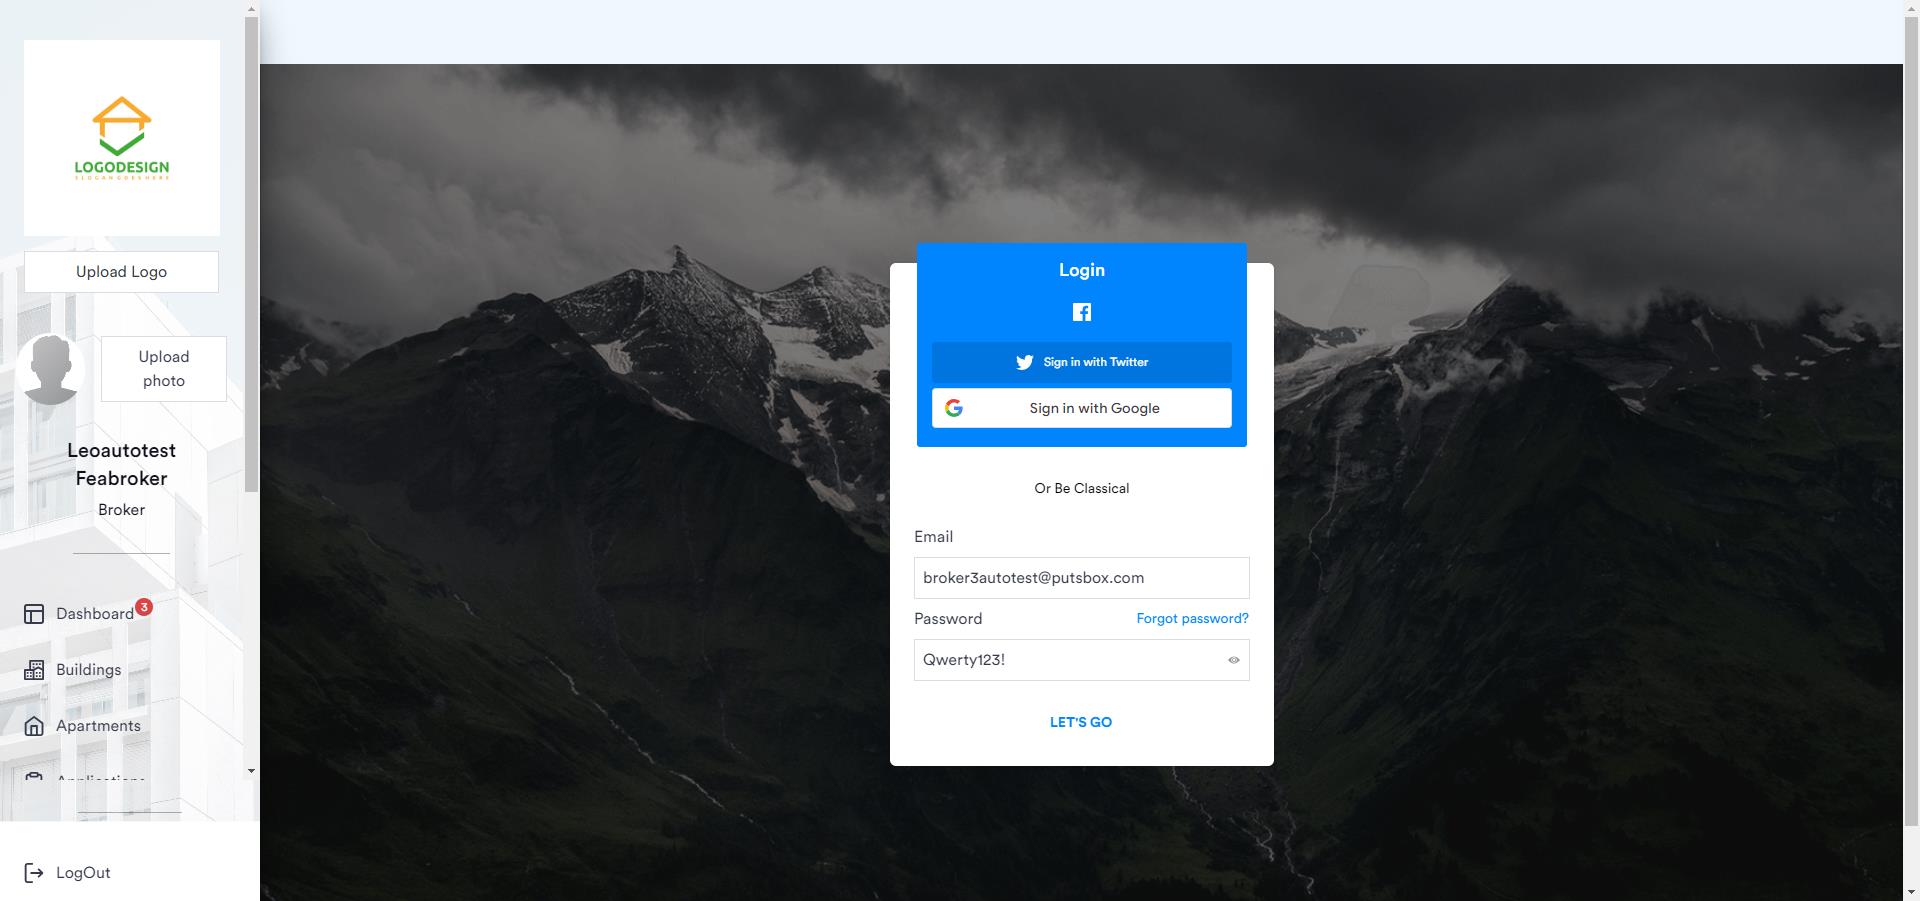 LOGODESIGN
SLOGANGOESHERE
Upload Logo
Upload
photo
Leoautotest
Feabroker
Broker
Dashboard 3
Buildings
Apartments
Applications
LogOut
Login
Sign in with Twitter
Sign in with Google
Or Be Classical
Email
broker3autotest@putsbox.com
Password
Forgot password?
Qwerty123!
LET'S GO